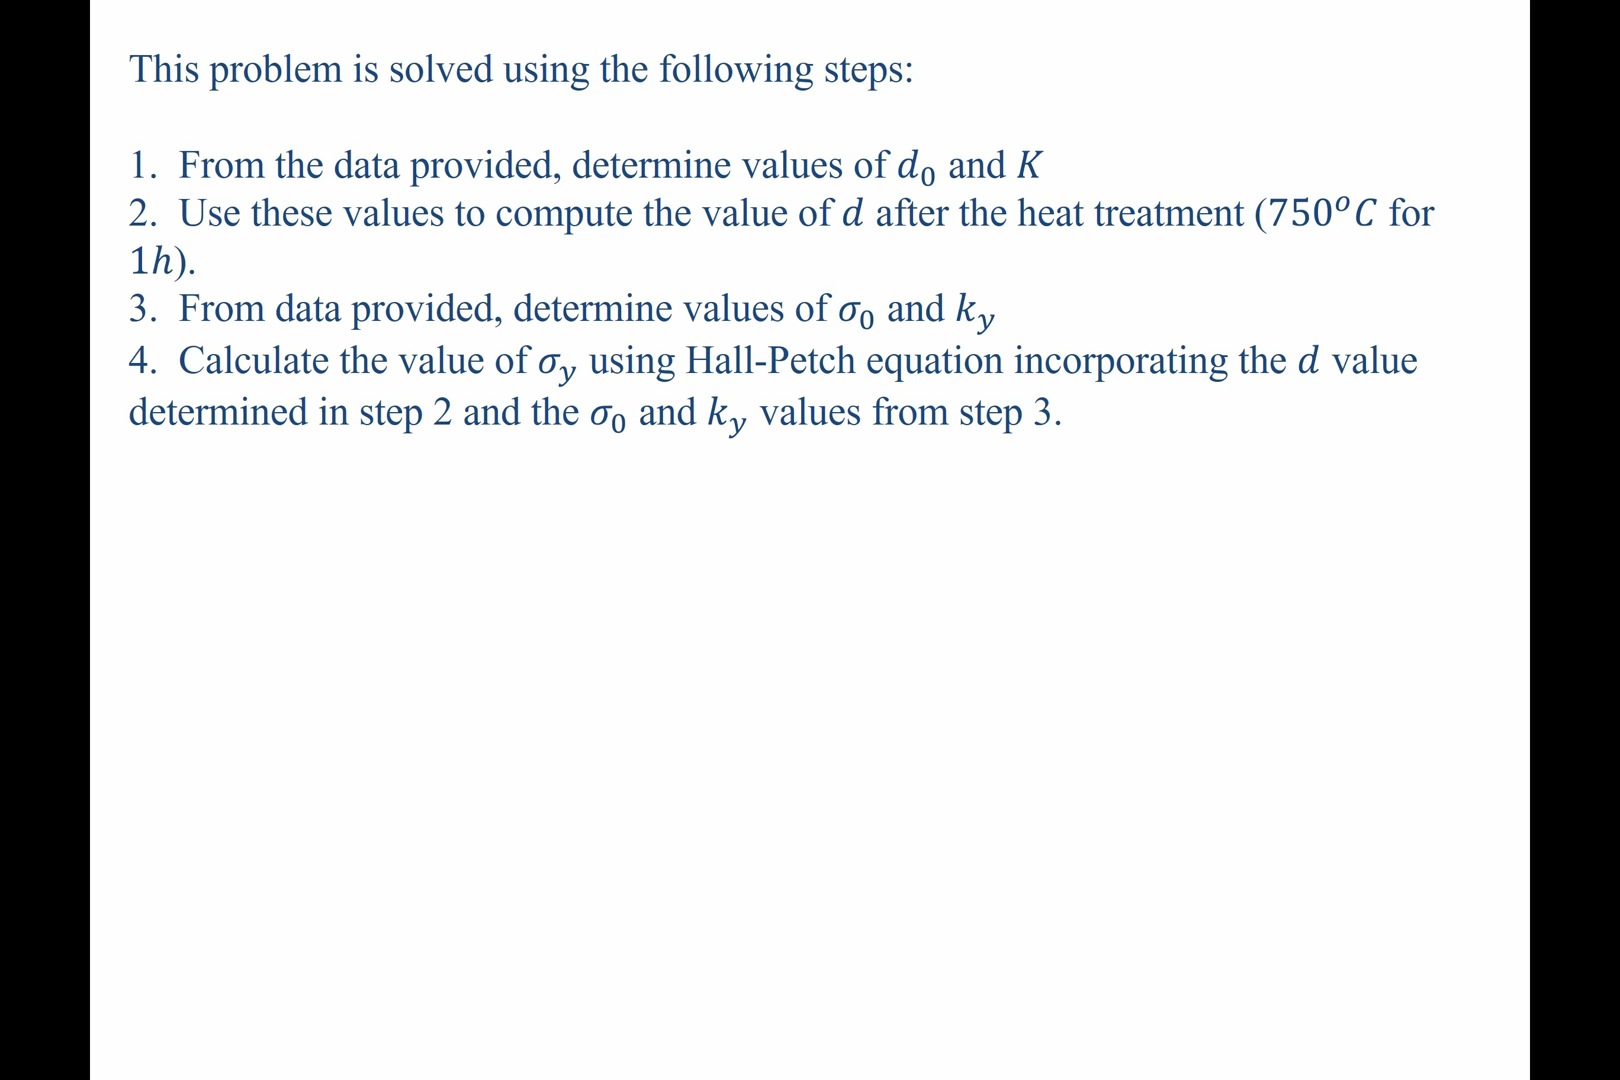 This problem is solved using the following steps:
1. From the data provided, determine values of d₀ and K
2. Use these values to compute the value of d after the heat treatment (750ᵒC for
1h).
3. From data provided, determine values of σ₀ and k_y
4. Calculate the value of σ_y using Hall-Petch equation incorporating the d value
determined in step 2 and the σ₀ and k_y values from step 3.